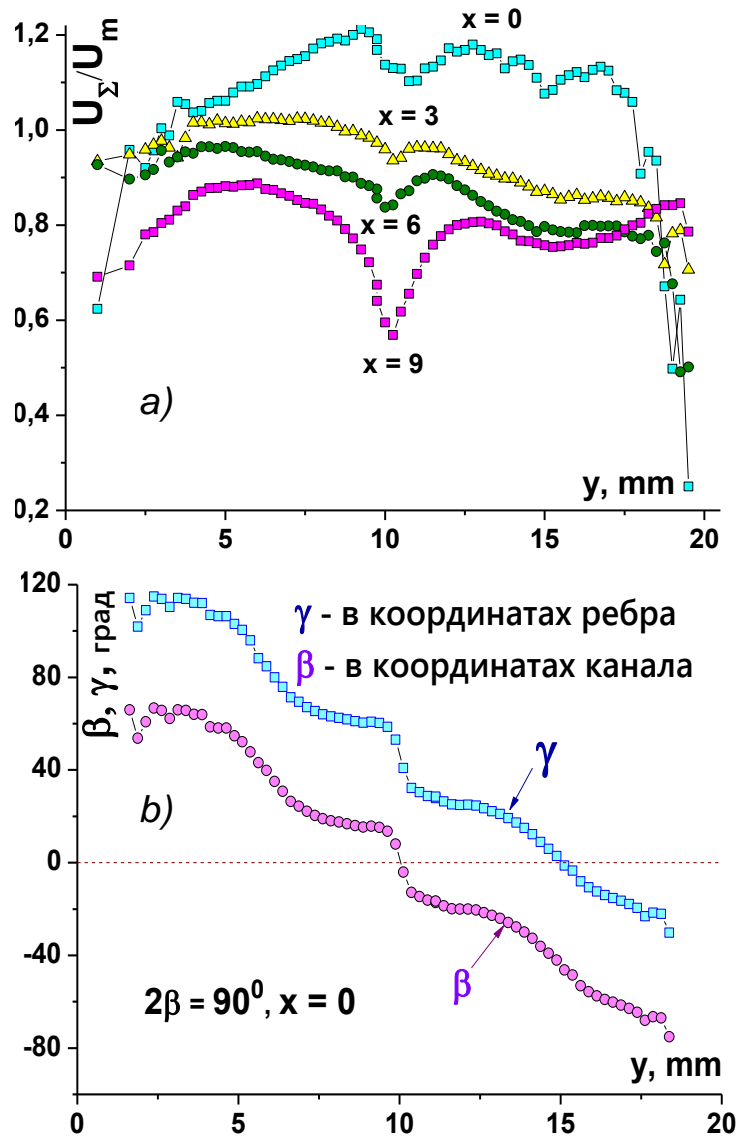 U_Σ/U_m
1,2
1,0
0,8
0,6
0,4
0,2
x = 0
x = 3
x = 6
x = 9
a)
y, mm
0 5 10 15 20
β, γ, град
120
80
40
0
-40
-80
γ - в координатах ребра
β - в координатах канала
γ
b)
β
2β = 90⁰, x = 0
y, mm
0 5 10 15 20